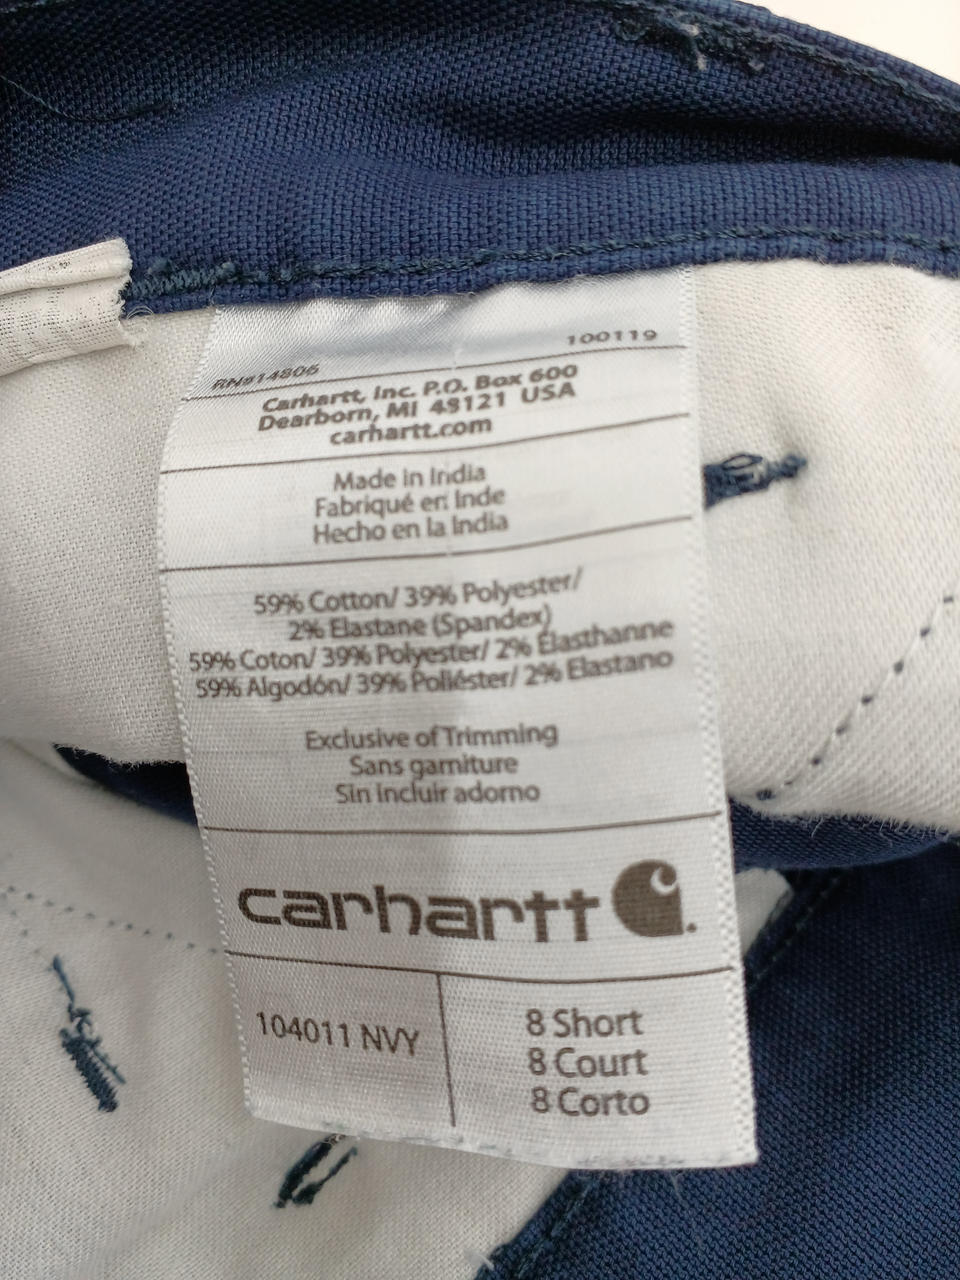 RN#14806 100119
Carhartt, Inc. P.O. Box 600
Dearborn, MI 48121 USA
carhartt.com
Made in India
Fabriqué en Inde
Hecho en la India
59% Cotton/ 39% Polyester/
2% Elastane (Spandex)
59% Coton/ 39% Polyester/ 2% Elasthanne
59% Algodón/ 39% Poliéster/ 2% Elastano
Exclusive of Trimming
Sans garniture
Sin incluir adorno
carhartt
104011 NVY
8 Short
8 Court
8 Corto